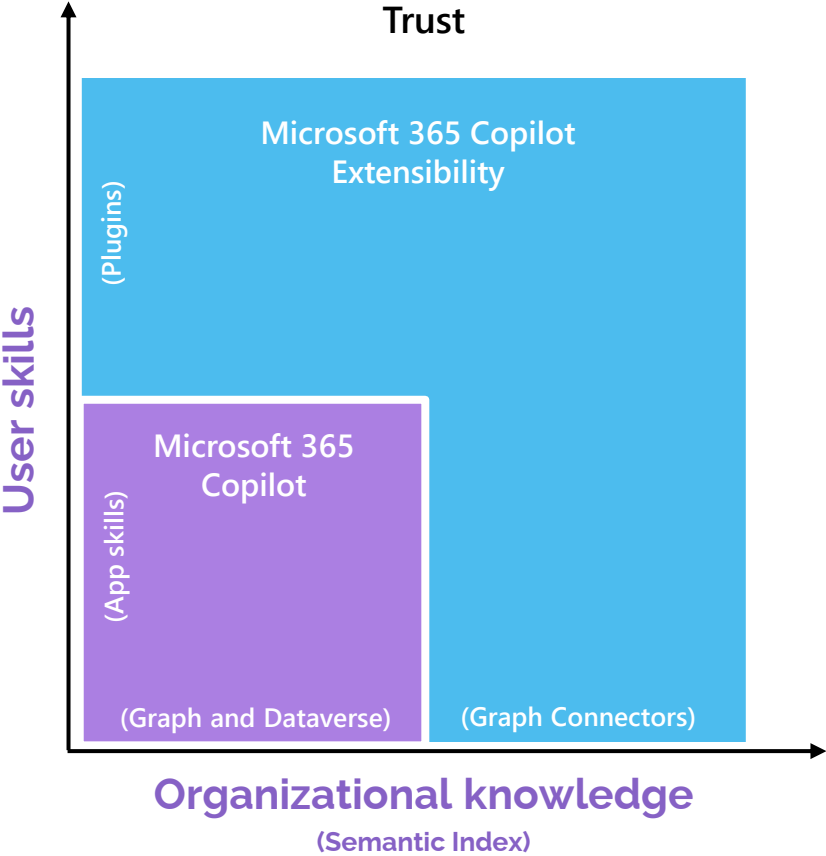 Trust
Microsoft 365 Copilot
Extensibility
(Plugins)
User skills
Microsoft 365
Copilot
(App skills)
(Graph and Dataverse)
(Graph Connectors)
Organizational knowledge
(Semantic Index)